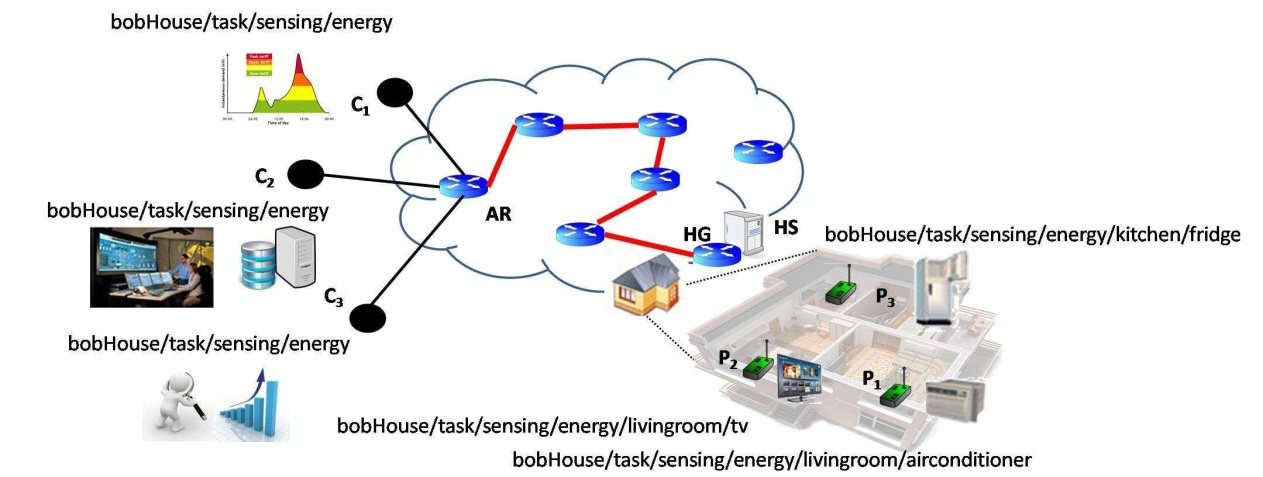 bobHouse/task/sensing/energy
C1
C2
AR
bobHouse/task/sensing/energy
HG
HS
bobHouse/task/sensing/energy/kitchen/fridge
C3
P3
bobHouse/task/sensing/energy
P2
P1
bobHouse/task/sensing/energy/livingroom/tv
bobHouse/task/sensing/energy/livingroom/airconditioner